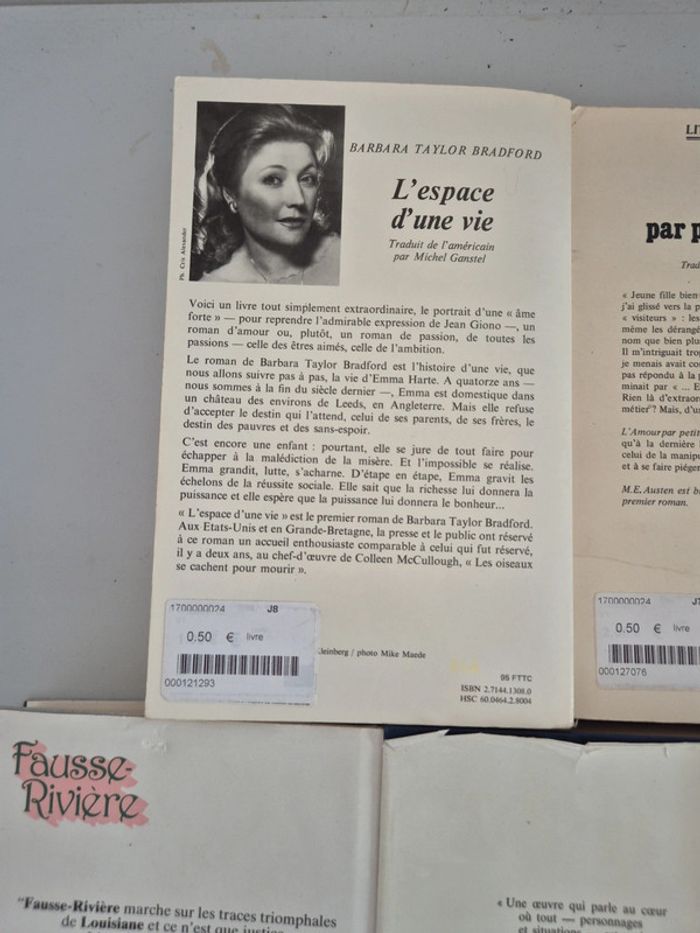 BARBARA TAYLOR BRADFORD
L'espace
d'une vie
Traduit de l'américain
par Michel Ganstel
Ph. Cris Alexander
Voici un livre tout simplement extraordinaire, le portrait d'une « âme
forte » — pour reprendre l'admirable expression de Jean Giono —, un
roman d'amour ou, plutôt, un roman de passion, de toutes les
passions — celle des êtres aimés, celle de l'ambition.
Le roman de Barbara Taylor Bradford est l'histoire d'une vie, que
nous allons suivre pas à pas, la vie d'Emma Harte. A quatorze ans —
nous sommes à la fin du siècle dernier —, Emma est domestique dans
un château des environs de Leeds, en Angleterre. Mais elle refuse
d'accepter le destin qui l'attend, celui de ses parents, de ses frères, le
destin des pauvres et des sans-espoir.
C'est encore une enfant : pourtant, elle se jure de tout faire pour
échapper à la malédiction de la misère. Et l'impossible se réalise.
Emma grandit, lutte, s'acharne. D'étape en étape, Emma gravit les
échelons de la réussite sociale. Elle sait que la richesse lui donnera la
puissance et elle espère que la puissance lui donnera le bonheur...
« L'espace d'une vie » est le premier roman de Barbara Taylor Bradford.
Aux Etats-Unis et en Grande-Bretagne, la presse et le public ont réservé
à ce roman un accueil enthousiaste comparable à celui qui fut réservé,
il y a deux ans, au chef-d'œuvre de Colleen McCullough, « Les oiseaux
se cachent pour mourir ».
1700000024 J8
0.50 € livre
000121293
Kleinberg / photo Mike Maede
95 FTTC
ISBN 2.7144.1308.0
HSC 60.0464.2.8004
par
« Jeune fille bien
j'ai glissé vers la
« visiteurs » : les
même les dérangé
nom que bien plu
Il m'intriguait trop
je menais avait co
pas répondu à la
minait par « ... E
Rien là d'extraor
métier"? Mais, d'u
L'Amour par petit
qu'à la dernière
celui de la manipu
et à se faire piége
M.E. Austen est
premier roman.
1700000024
0.50 € livre
000127076
Fausse-
Rivière
"Fausse-Rivière marche sur les traces triomphales
de Louisiane et ce n'est que justice
« Une œuvre qui parle au cœur
où tout — personnages
et situations